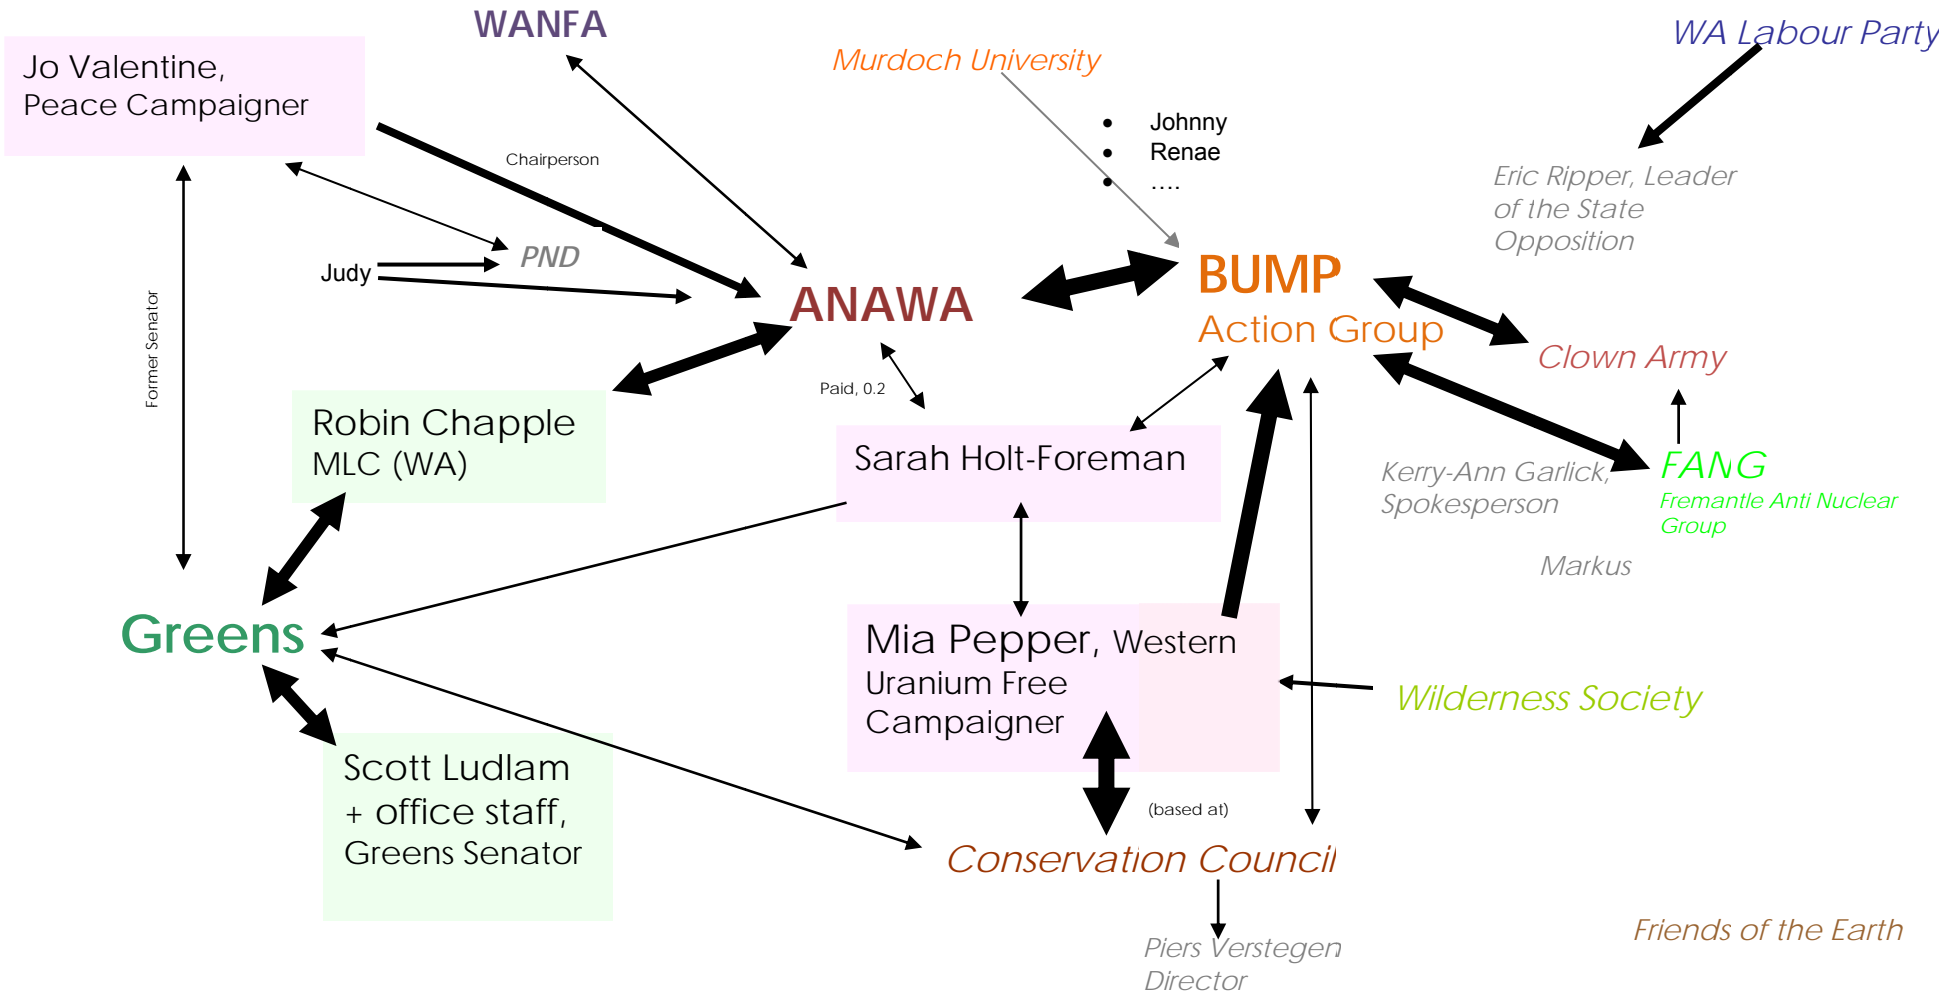 WANFA
WA Labour Party
Murdoch University
Jo Valentine,
Peace Campaigner
• Johnny
• Renae
• ....
Chairperson
Eric Ripper, Leader
of the State
Opposition
PND
Judy
BUMP
Action Group
ANAWA
Former Senator
Clown Army
Paid, 0.2
Robin Chapple
MLC (WA)
Sarah Holt-Foreman
Kerry-Ann Garlick,
Spokesperson
FANG
Fremantle Anti Nuclear
Group
Markus
Greens
Mia Pepper, Western
Uranium Free
Campaigner
Wilderness Society
Scott Ludlam
+ office staff,
Greens Senator
(based at)
Conservation Council
Friends of the Earth
Piers Verstegen
Director